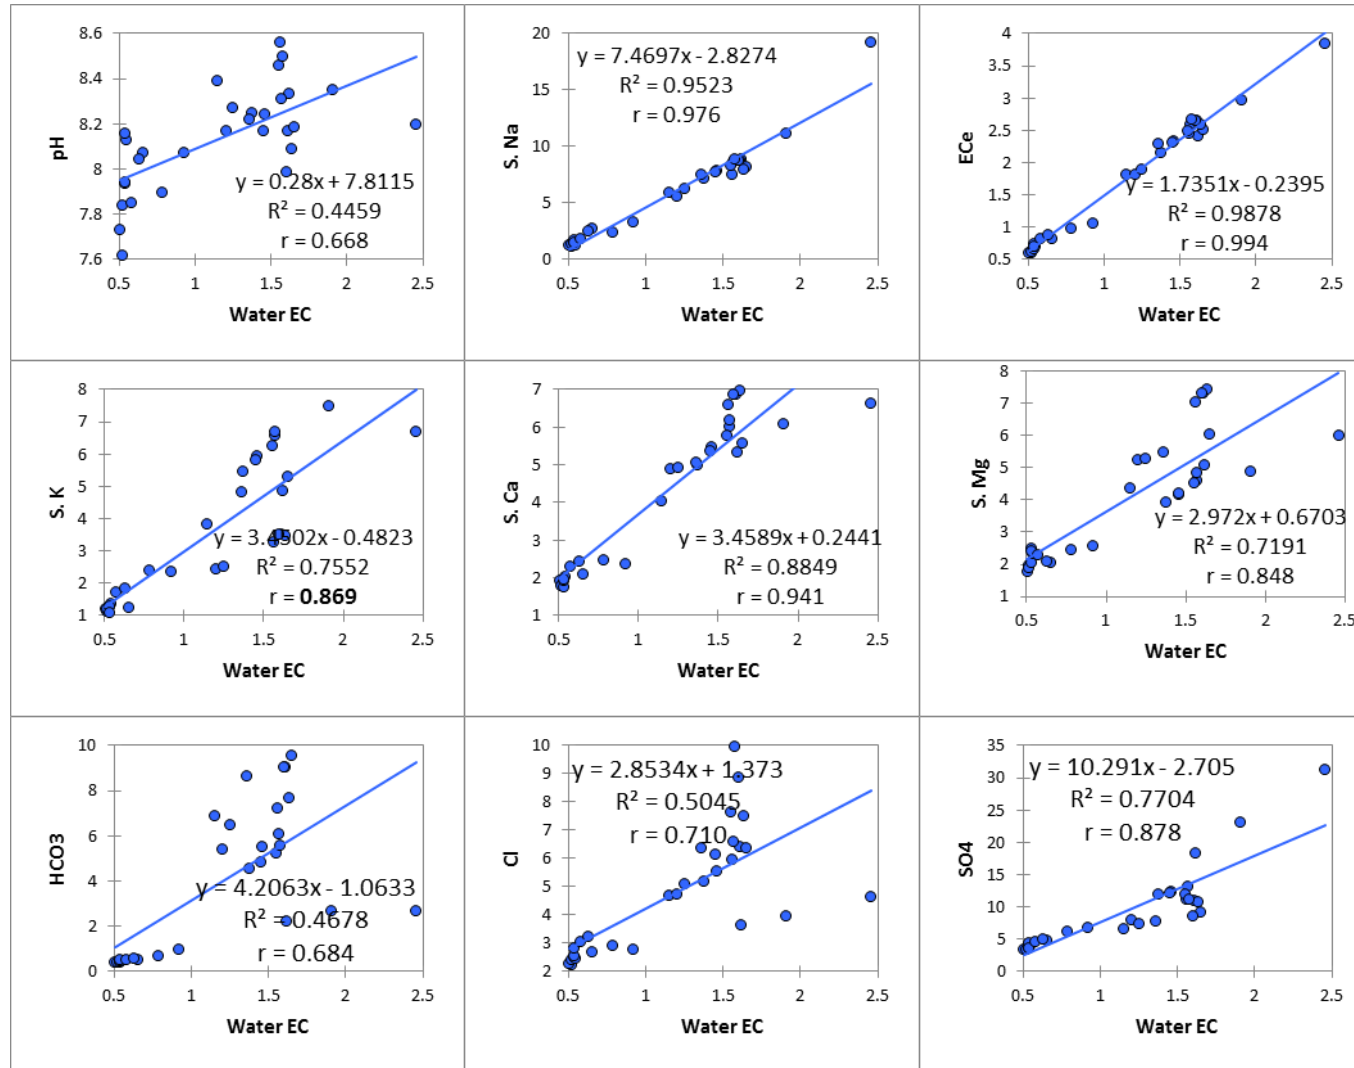 8.6
8.4
8.2
8
7.8
7.6
pH
y = 0.28x + 7.8115
R² = 0.4459
r = 0.668
0.5 1 1.5 2 2.5
Water EC
20
15
10
5
0
S. Na
y = 7.4697x - 2.8274
R² = 0.9523
r = 0.976
0.5 1 1.5 2 2.5
Water EC
4
3.5
3
2.5
2
1.5
1
0.5
ECe
y = 1.7351x - 0.2395
R² = 0.9878
r = 0.994
0.5 1 1.5 2 2.5
Water EC
8
7
6
5
4
3
2
1
S. K
y = 3.4502x - 0.4823
R² = 0.7552
r = 0.869
0.5 1 1.5 2 2.5
Water EC
7
6
5
4
3
2
1
S. Ca
y = 3.4589x + 0.2441
R² = 0.8849
r = 0.941
0.5 1 1.5 2 2.5
Water EC
8
7
6
5
4
3
2
1
S. Mg
y = 2.972x + 0.6703
R² = 0.7191
r = 0.848
0.5 1 1.5 2 2.5
Water EC
10
8
6
4
2
0
HCO3
y = 4.2063x - 1.0633
R² = 0.4678
r = 0.684
0.5 1 1.5 2 2.5
Water EC
10
9
8
7
6
5
4
3
2
Cl
y = 2.8534x + 1.373
R² = 0.5045
r = 0.710
0.5 1 1.5 2 2.5
Water EC
35
30
25
20
15
10
5
0
SO4
y = 10.291x - 2.705
R² = 0.7704
r = 0.878
0.5 1 1.5 2 2.5
Water EC